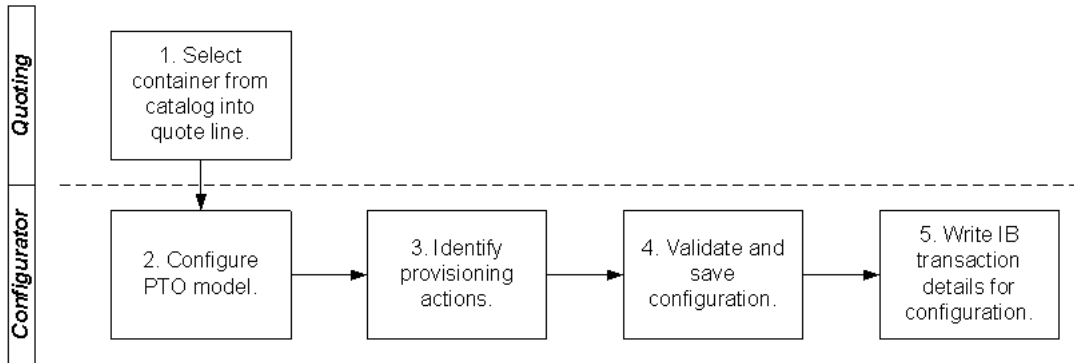 Quoting
1. Select
container from
catalog into
quote line.
Configurator
2. Configure
PTO model.
3. Identify
provisioning
actions.
4. Validate and
save
configuration.
5. Write IB
transaction
details for
configuration.